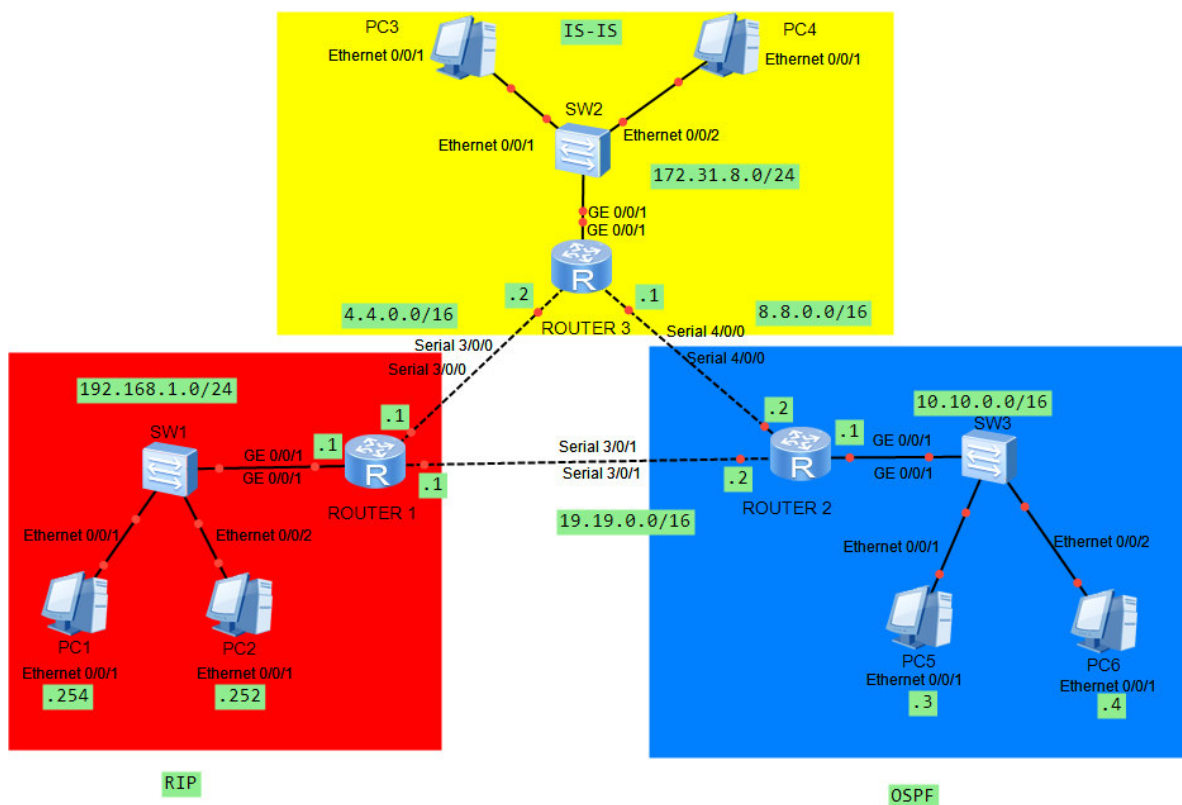 PC3
IS-IS
PC4
Ethernet 0/0/1
Ethernet 0/0/1
SW2
Ethernet 0/0/1
Ethernet 0/0/2
172.31.8.0/24
GE 0/0/1
GE 0/0/1
R
.2
.1
4.4.0.0/16
8.8.0.0/16
ROUTER 3
Serial 3/0/0
Serial 4/0/0
Serial 3/0/0
Serial 4/0/0
192.168.1.0/24
10.10.0.0/16
.1
.2
SW1
SW3
.1
GE 0/0/1
GE 0/0/1
R
.1
ROUTER 1
Serial 3/0/1
Serial 3/0/1
.2
R
.1
GE 0/0/1
GE 0/0/1
ROUTER 2
19.19.0.0/16
Ethernet 0/0/1
Ethernet 0/0/2
Ethernet 0/0/1
Ethernet 0/0/2
PC1
PC2
Ethernet 0/0/1
Ethernet 0/0/1
.254
.252
PC5
PC6
Ethernet 0/0/1
Ethernet 0/0/1
.3
.4
RIP
OSPF